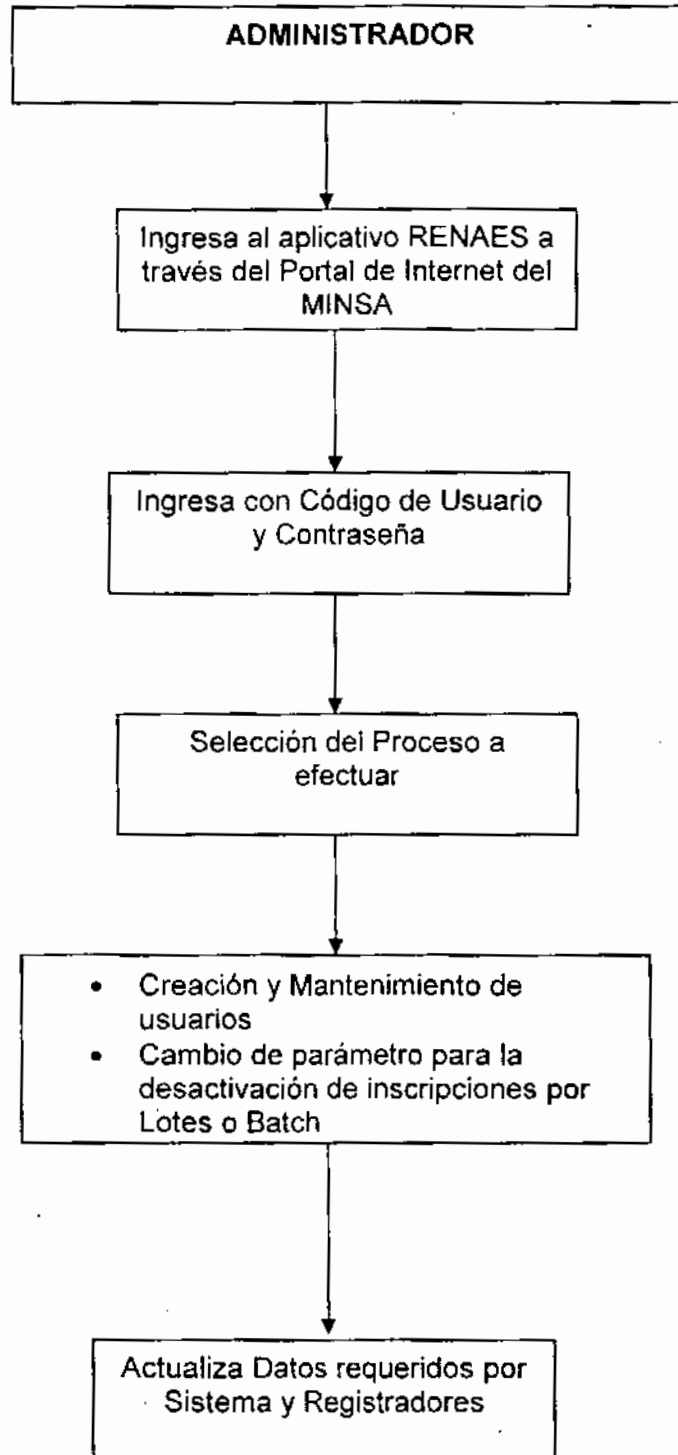 ADMINISTRADOR
Ingresa al aplicativo RENAES a
través del Portal de Internet del
MINSA
Ingresa con Código de Usuario
y Contraseña
Selección del Proceso a
efectuar
• Creación y Mantenimiento de
usuarios
• Cambio de parámetro para la
desactivación de inscripciones por
Lotes o Batch
Actualiza Datos requeridos por
Sistema y Registradores